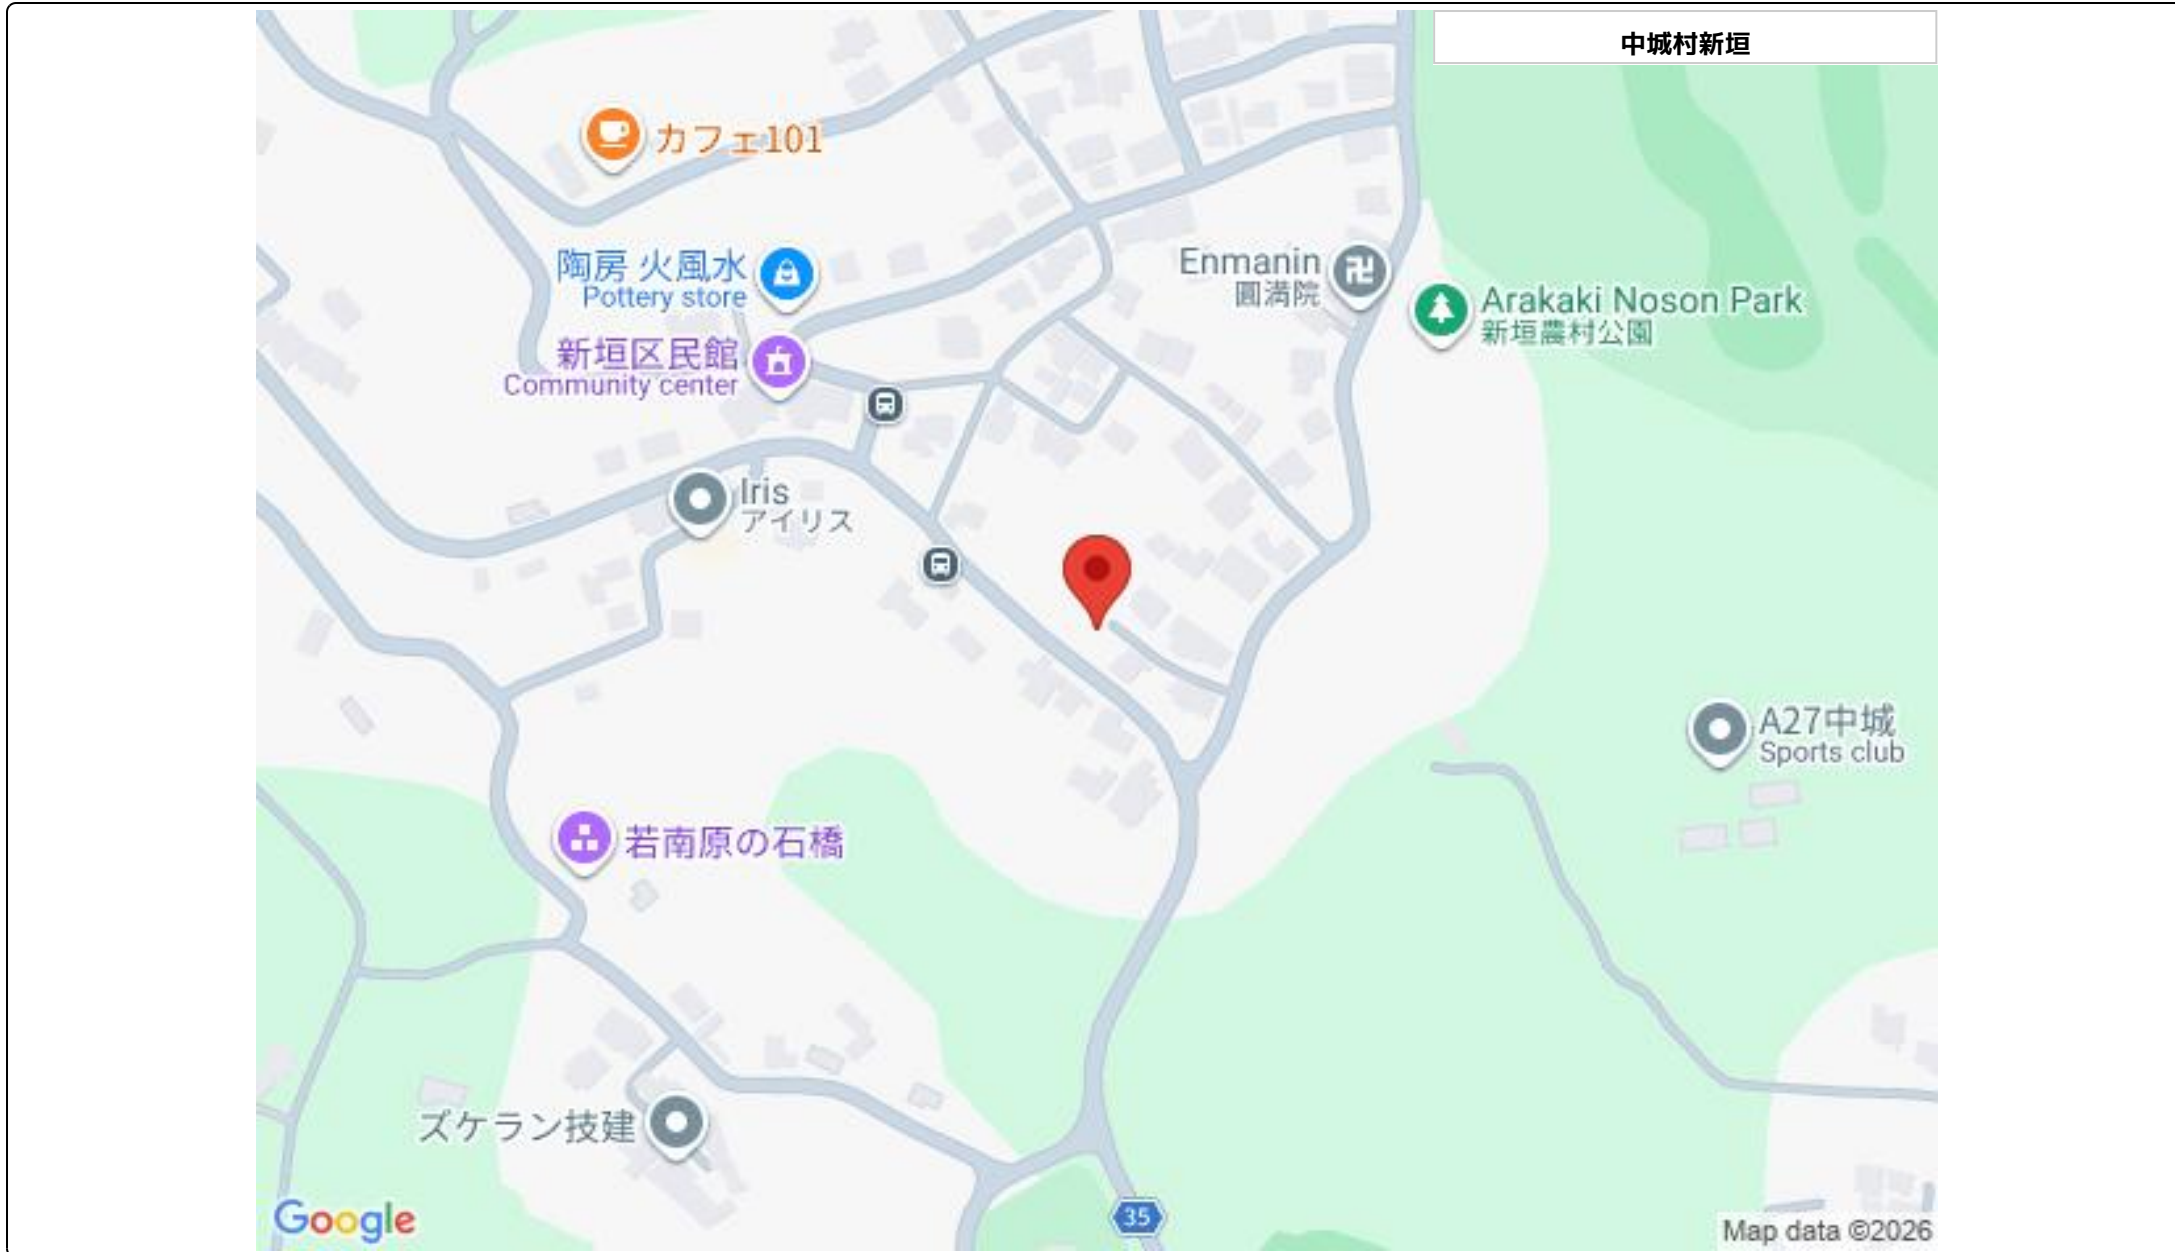 中城村新垣
カフェ101
陶房 火風水
Pottery store
Enmanin
圓満院
Arakaki Noson Park
新垣農村公園
新垣区民館
Community center
Iris
アイリス
A27中城
Sports club
若南原の石橋
ズケラン技建
35
Google
Map data ©2026